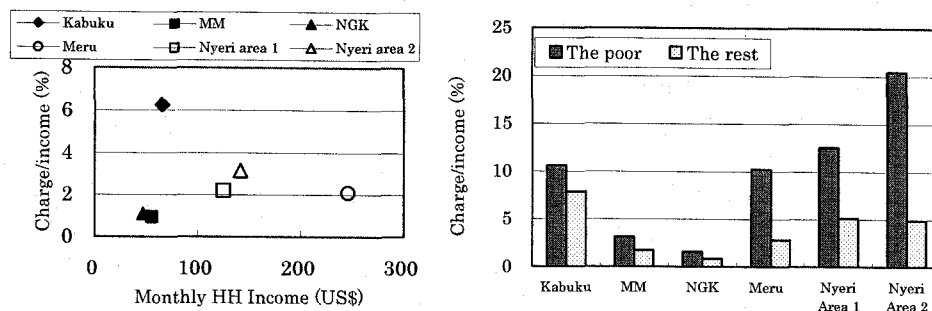 Kabuku MM NGK
Meru Nyeri area 1 Nyeri area 2
8
6
4
2
0
0 100 200 300
Charge/income (%)
Monthly HH Income (US$)
The poor The rest
25
20
15
10
5
0
Charge/income (%)
Kabuku MM NGK Meru Nyeri Nyeri
Area 1 Area 2